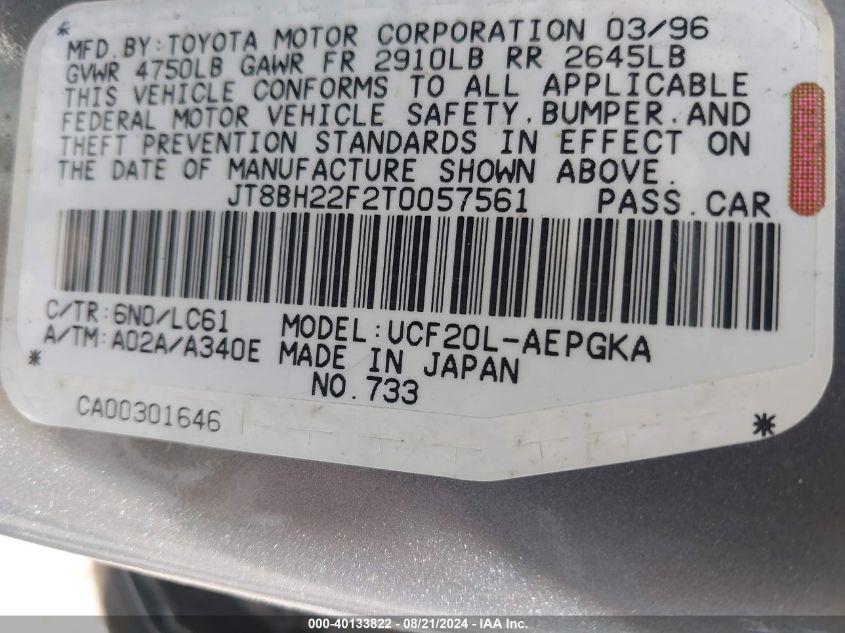 MFD.BY:TOYOTA MOTOR CORPORATION 03/96
GVWR 4750LB GAWR FR 2910LB RR 2645LB
THIS VEHICLE CONFORMS TO ALL APPLICABLE
FEDERAL MOTOR VEHICLE SAFETY,BUMPER,AND
THEFT PREVENTION STANDARDS IN EFFECT ON
THE DATE OF MANUFACTURE SHOWN ABOVE.
JT8BH22F2T0057561 PASS.CAR
C/TR:6N0/LC61 MODEL:UCF20L-AEPGKA
A/TM:A02A/A340E MADE IN JAPAN
NO.733
CA00301646
000-40133822 - 08/21/2024 - IAA Inc.